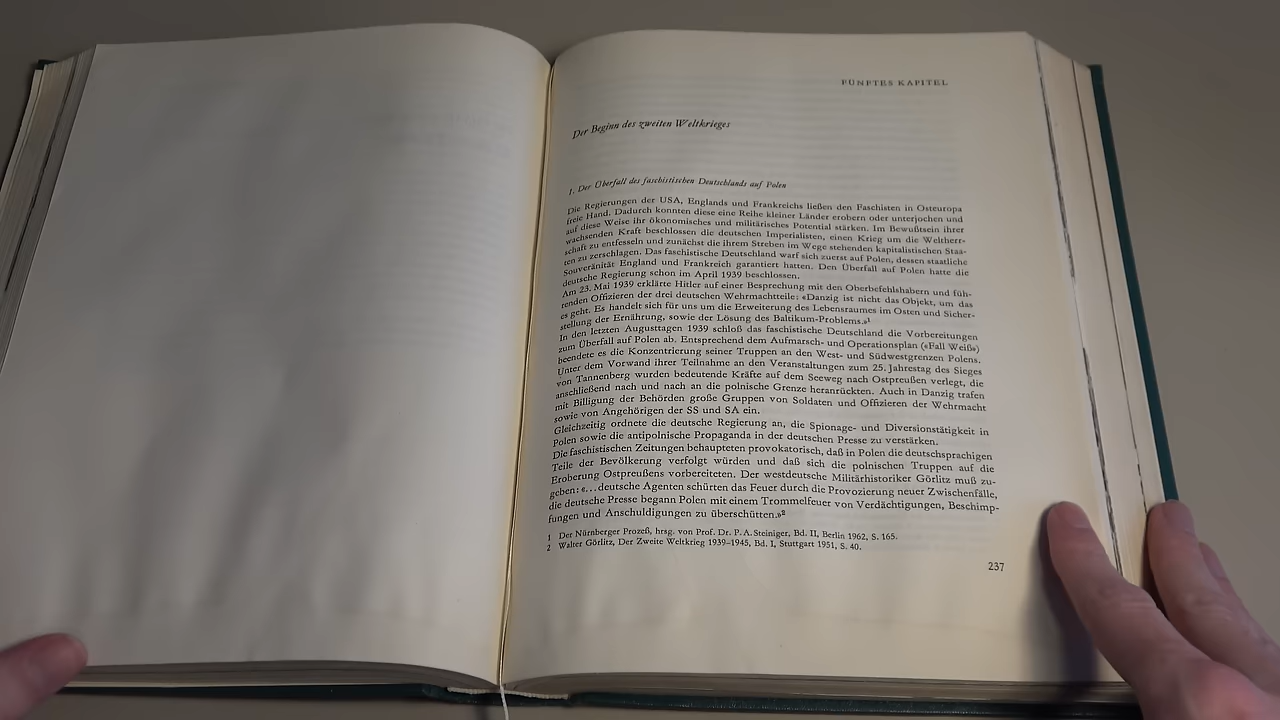 FÜNFTES KAPITEL
Der Beginn des zweiten Weltkrieges
1. Der Überfall des faschistischen Deutschlands auf Polen
Die Regierungen der USA, Englands und Frankreichs ließen den Faschisten in Osteuropa
freie Hand. Dadurch konnten diese eine Reihe kleiner Länder erobern oder unterjochen und
auf diese Weise ihr ökonomisches und militärisches Potential stärken. Im Bewußtsein ihrer
wachsenden Kraft beschlossen die deutschen Imperialisten, einen Krieg um die Weltherr-
schaft zu entfesseln und zunächst die ihrem Streben im Wege stehenden kapitalistischen Staa-
ten zu zerschlagen. Das faschistische Deutschland warf sich zuerst auf Polen, dessen staatliche
Souveränität England und Frankreich garantiert hatten. Den Überfall auf Polen hatte die
deutsche Regierung schon im April 1939 beschlossen.
Am 23. Mai 1939 erklärte Hitler auf einer Besprechung mit den Oberbefehlshabern und füh-
renden Offizieren der drei deutschen Wehrmachtteile: «Danzig ist nicht das Objekt, um das
es geht. Es handelt sich für uns um die Erweiterung des Lebensraumes im Osten und Sicher-
stellung der Ernährung, sowie der Lösung des Baltikum-Problems.»¹
In den letzten Augusttagen 1939 schloß das faschistische Deutschland die Vorbereitungen
zum Überfall auf Polen ab. Entsprechend dem Aufmarsch- und Operationsplan («Fall Weiß»)
beendete es die Konzentrierung seiner Truppen an den West- und Südwestgrenzen Polens.
Unter dem Vorwand ihrer Teilnahme an den Veranstaltungen zum 25. Jahrestag des Sieges
von Tannenberg wurden bedeutende Kräfte auf dem Seeweg nach Ostpreußen verlegt, die
anschließend nach und nach an die polnische Grenze heranrückten. Auch in Danzig trafen
mit Billigung der Behörden große Gruppen von Soldaten und Offizieren der Wehrmacht
sowie von Angehörigen der SS und SA ein.
Gleichzeitig ordnete die deutsche Regierung an, die Spionage- und Diversionstätigkeit in
Polen sowie die antipolnische Propaganda in der deutschen Presse zu verstärken.
Die faschistischen Zeitungen behaupteten provokatorisch, daß in Polen die deutschsprachigen
Teile der Bevölkerung verfolgt würden und daß sich die polnischen Truppen auf die
Eroberung Ostpreußens vorbereiteten. Der westdeutsche Militärhistoriker Görlitz muß zu-
geben: «…deutsche Agenten schürten das Feuer durch die Provozierung neuer Zwischenfälle,
die deutsche Presse begann Polen mit einem Trommelfeuer von Verdächtigungen, Beschimp-
fungen und Anschuldigungen zu überschütten.»²
1 Der Nürnberger Prozeß, hrsg. von Prof. Dr. P. A. Steiniger, Bd. II, Berlin 1962, S. 165.
2 Walter Görlitz, Der Zweite Weltkrieg 1939–1945, Bd. I, Stuttgart 1951, S. 40.
237